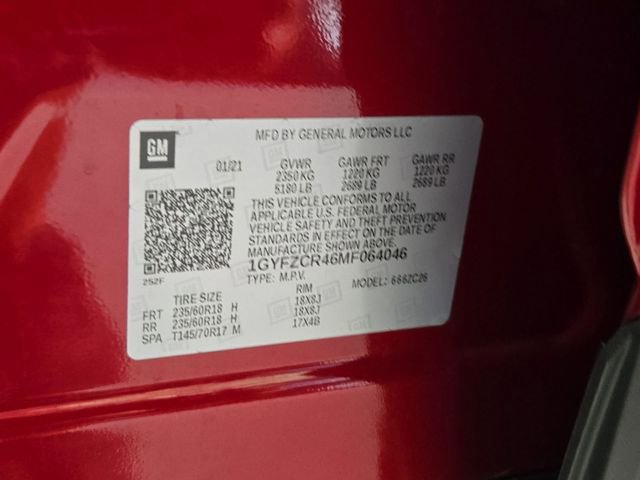 MFD BY GENERAL MOTORS LLC
GM
01/21 GVWR GAWR FRT GAWR RR
2350 KG 1220 KG 1220 KG
5180 LB 2689 LB 2689 LB
THIS VEHICLE CONFORMS TO ALL
APPLICABLE U.S. FEDERAL MOTOR
VEHICLE SAFETY AND THEFT PREVENTION
STANDARDS IN EFFECT ON THE DATE OF
MANUFACTURE SHOWN ABOVE.
1GYFZCR46MF064046
252F
TYPE: M.P.V. MODEL: 6662C26
TIRE SIZE RIM
FRT 235/60R18 H 18X8J
RR 235/60R18 H 18X8J
SPA T145/70R17 M 17X4B